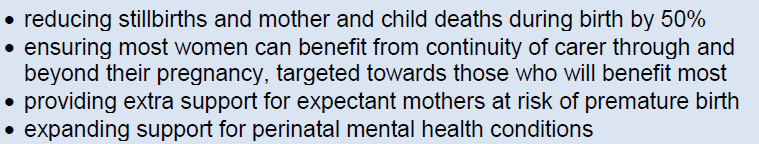 • reducing stillbirths and mother and child deaths during birth by 50%
• ensuring most women can benefit from continuity of carer through and
beyond their pregnancy, targeted towards those who will benefit most
• providing extra support for expectant mothers at risk of premature birth
• expanding support for perinatal mental health conditions